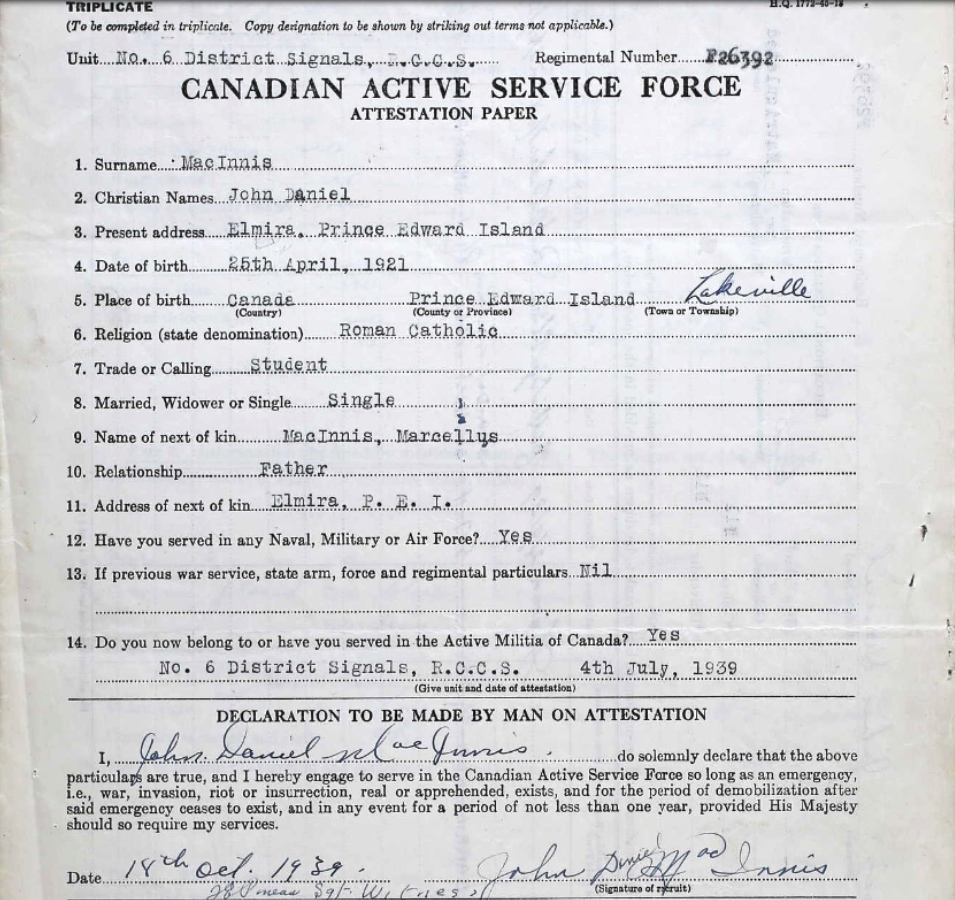 TRIPLICATE
H.Q. 1772-40-18
(To be completed in triplicate. Copy designation to be shown by striking out terms not applicable.)
Unit No. 6 District Signals, R.C.C.S. Regimental Number F26392
CANADIAN ACTIVE SERVICE FORCE
ATTESTATION PAPER
1. Surname MacInnis
2. Christian Names John Daniel
3. Present address Elmira, Prince Edward Island
4. Date of birth 25th April, 1921
5. Place of birth Canada Prince Edward Island Lakeville
(Country) (County or Province) (Town or Township)
6. Religion (state denomination) Roman Catholic
7. Trade or Calling Student
8. Married, Widower or Single Single
9. Name of next of kin MacInnis, Marcellus
10. Relationship Father
11. Address of next of kin Elmira, P. E. I.
12. Have you served in any Naval, Military or Air Force? Yes
13. If previous war service, state arm, force and regimental particulars Nil
14. Do you now belong to or have you served in the Active Militia of Canada? Yes
No. 6 District Signals, R.C.C.S. 4th July, 1939
(Give unit and date of attestation)
DECLARATION TO BE MADE BY MAN ON ATTESTATION
I, John Daniel MacInnis do solemnly declare that the above
particulars are true, and I hereby engage to serve in the Canadian Active Service Force so long as an emergency,
i.e., war, invasion, riot or insurrection, real or apprehended, exists, and for the period of demobilization after
said emergency ceases to exist, and in any event for a period of not less than one year, provided His Majesty
should so require my services.
Date 18th Oct. 1939. John Daniel MacInnis
Sgt. Witness (Signature of recruit)